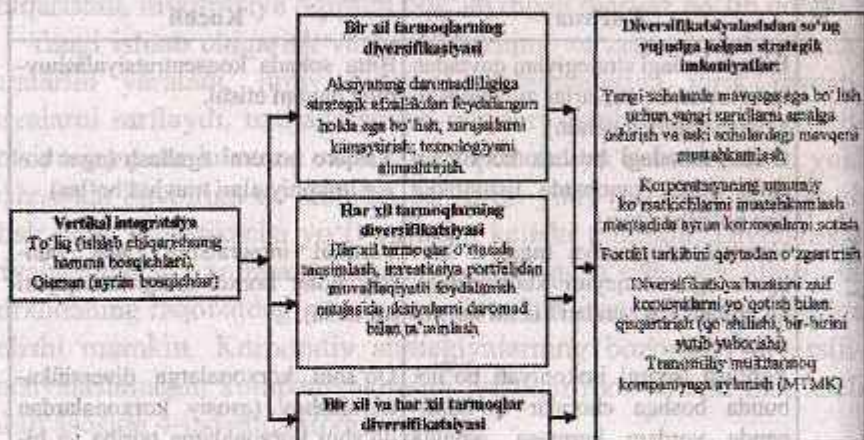 Vertikal integratsiya
To'liq (ishlab chiqarishning
hamma bosqichlari),
Qisman (ayrim bosqichlar)
Bir xil tarmoqlarning
diversifikasiyasi
Aksiyaning daromadliligiga
strategik afzallikdan foydalangan
holda ega bo'lish, xarajatlarni
kamaytirish, texnologiyani
almashtirish
Har xil tarmoqlarning
diversifikatsiyasi
Har xil tarmoqlar o'rtasida
taqsimlash, investitsiya portfelidan
muvaffaqiyatli foydalanish
natijasida aksiyalarni daromad
bilan ta'minlash
Bir xil va har xil tarmoqlar
diversifikatsiyasi
Diversifikatsiyalashdan so'ng
vujudga kelgan strategik
imkoniyatlar:
Yangi sohalarda mavqega ega bo'lish
uchun yangi xaridlarni amalga
oshirish va eski sohalardagi mavqeni
mustahkamlash
Korporatsiyaning umumiy
ko'rsatkichlarini mustahkamlash
maqsadida ayrim korxonalarni sotish
Portfel tarkibini qaytadan o'zgartirish
Diversifikatsiya bazasini zaif
korxonalarni yo'qotish bilan
qisqartirish (qo'shilishi, bir-birini
yutib yuborishi)
Transmilliy multitarmoq
kompaniyaga aylanish (MTMK)